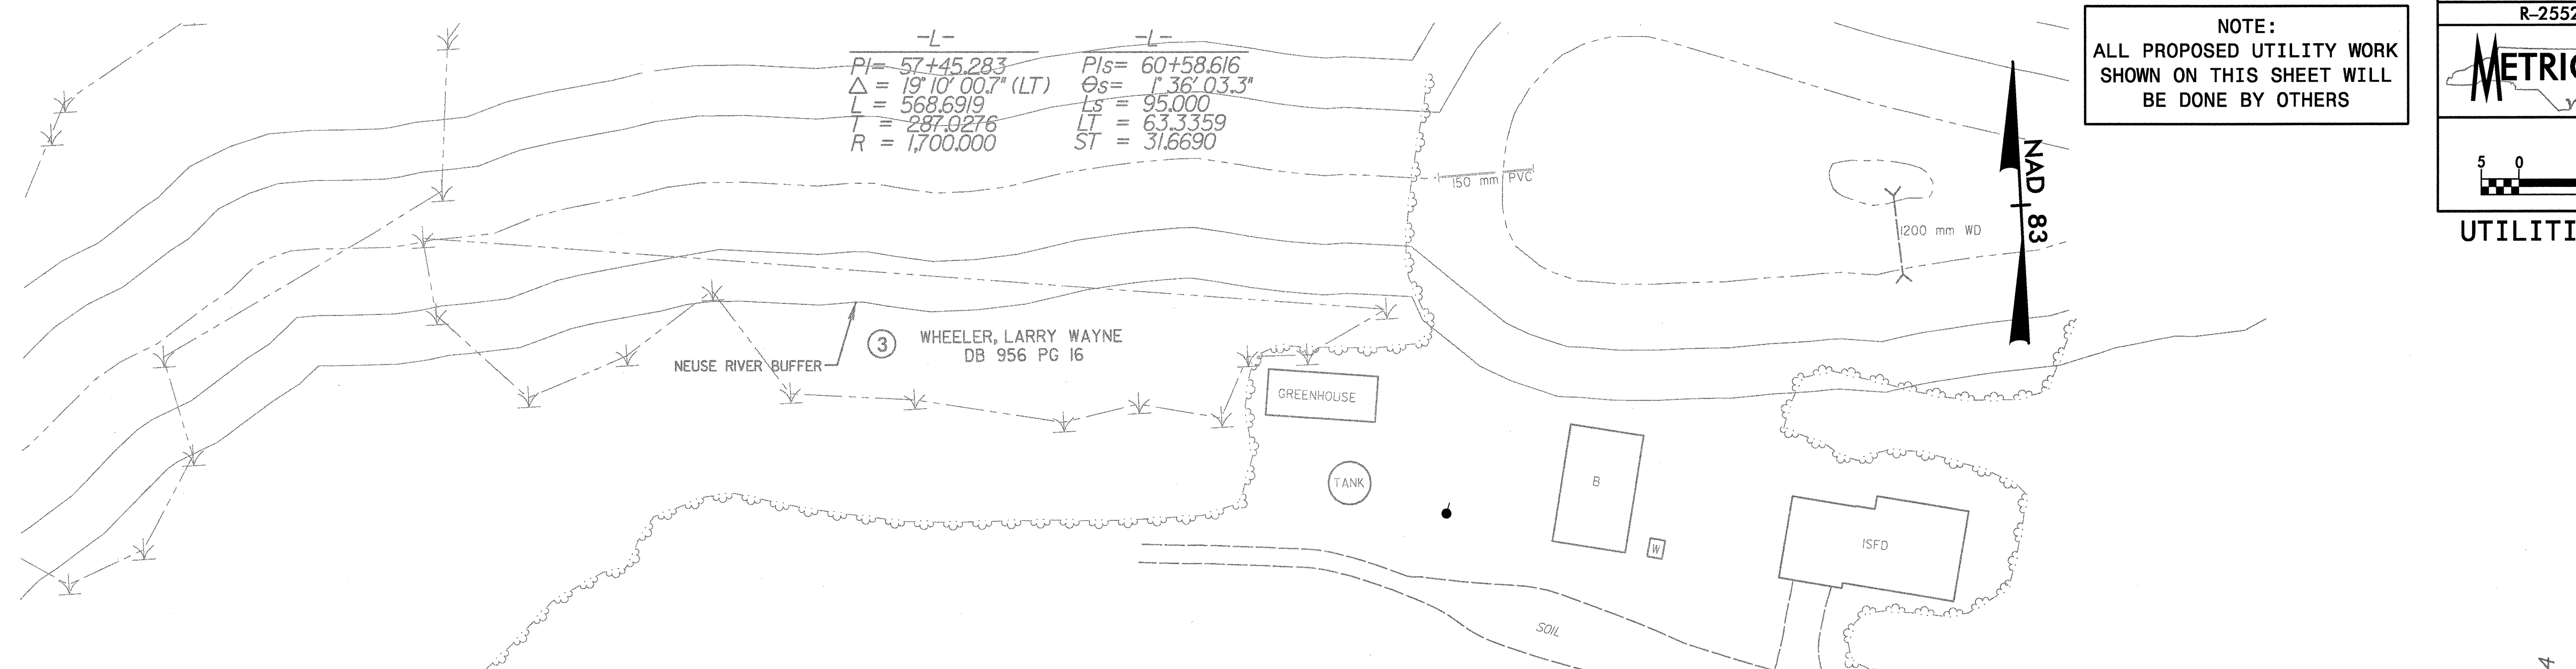 -L-
PI= 57+45.283
△ = 19° 10' 00.7" (LT)
L = 568.6919
T = 287.0276
R = 1,700.000
-L-
PIs= 60+58.616
θs= 1° 36' 03.3"
Ls = 95.000
LT = 63.3359
ST = 31.6690
NOTE:
ALL PROPOSED UTILITY WORK
SHOWN ON THIS SHEET WILL
BE DONE BY OTHERS
R-2552
METRIC
5 0
UTILITI
NAD 83
150 mm PVC
1200 mm WD
NEUSE RIVER BUFFER
3
WHEELER, LARRY WAYNE
DB 956 PG 16
GREENHOUSE
TANK
B
W
ISFD
SOIL
4